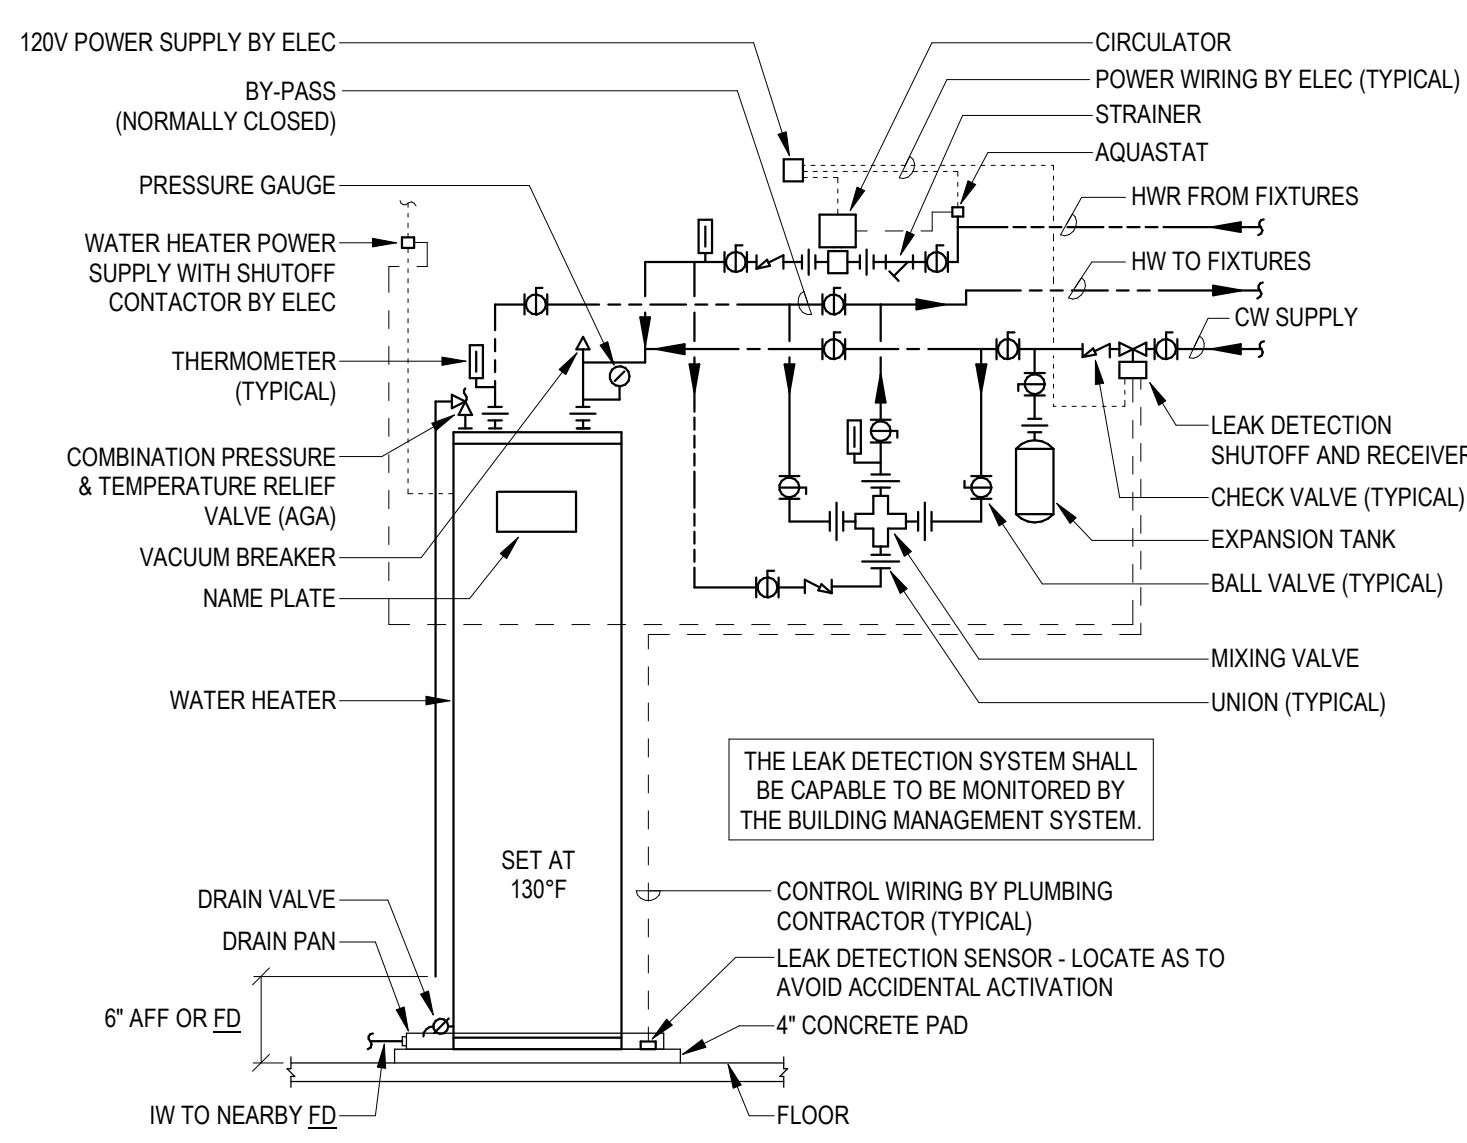 120V POWER SUPPLY BY ELEC
BY-PASS
(NORMALLY CLOSED)
PRESSURE GAUGE
WATER HEATER POWER
SUPPLY WITH SHUTOFF
CONTACTOR BY ELEC
THERMOMETER
(TYPICAL)
COMBINATION PRESSURE
& TEMPERATURE RELIEF
VALVE (AGA)
VACUUM BREAKER
NAME PLATE
WATER HEATER
DRAIN VALVE
DRAIN PAN
6" AFF OR FD
IW TO NEARBY FD
SET AT
130°F
CIRCULATOR
POWER WIRING BY ELEC (TYPICAL)
STRAINER
AQUASTAT
HWR FROM FIXTURES
HW TO FIXTURES
CW SUPPLY
LEAK DETECTION
SHUTOFF AND RECEIVER
CHECK VALVE (TYPICAL)
EXPANSION TANK
BALL VALVE (TYPICAL)
MIXING VALVE
UNION (TYPICAL)
THE LEAK DETECTION SYSTEM SHALL
BE CAPABLE TO BE MONITORED BY
THE BUILDING MANAGEMENT SYSTEM.
CONTROL WIRING BY PLUMBING
CONTRACTOR (TYPICAL)
LEAK DETECTION SENSOR - LOCATE AS TO
AVOID ACCIDENTAL ACTIVATION
4" CONCRETE PAD
FLOOR